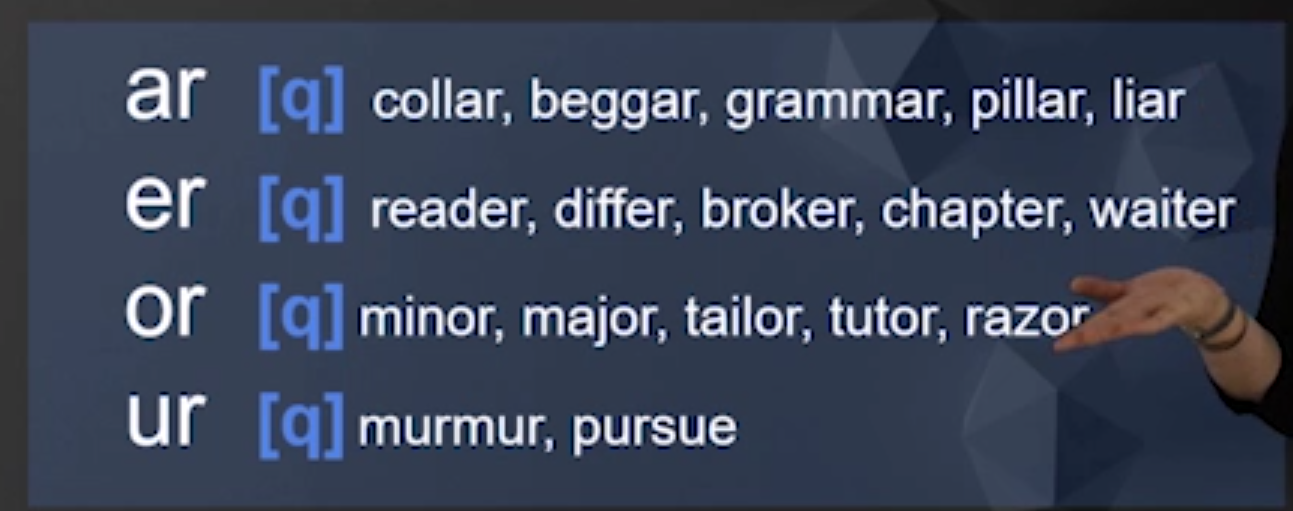 ar [q] collar, beggar, grammar, pillar, liar
er [q] reader, differ, broker, chapter, waiter
or [q] minor, major, tailor, tutor, razor
ur [q] murmur, pursue